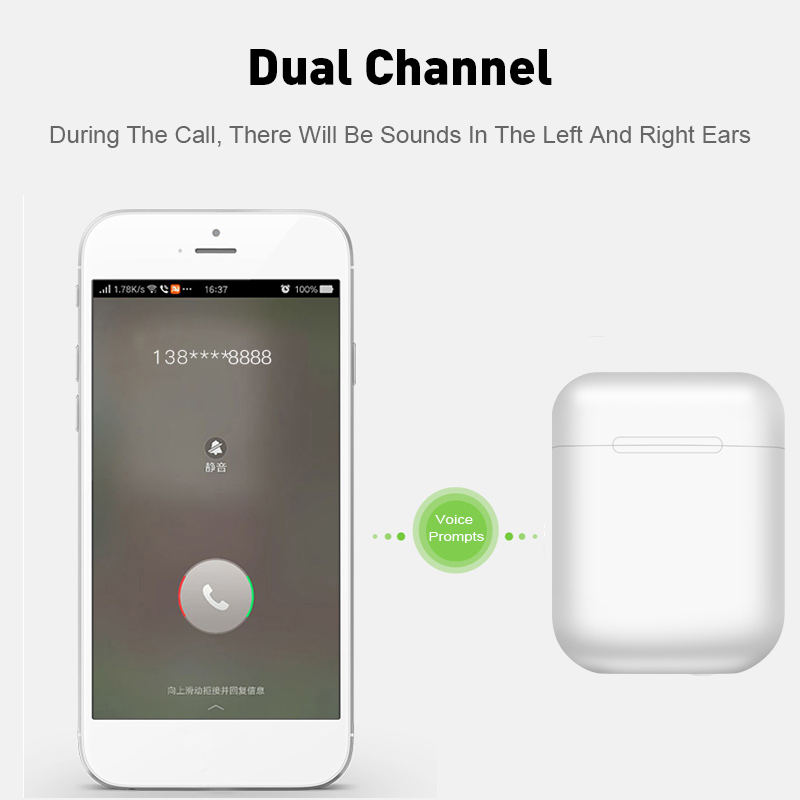 Dual Channel
During The Call, There Will Be Sounds In The Left And Right Ears
1.78K/s 16:37 100%
138****8888
静音
Voice
Prompts
向上滑动拒接并回复信息